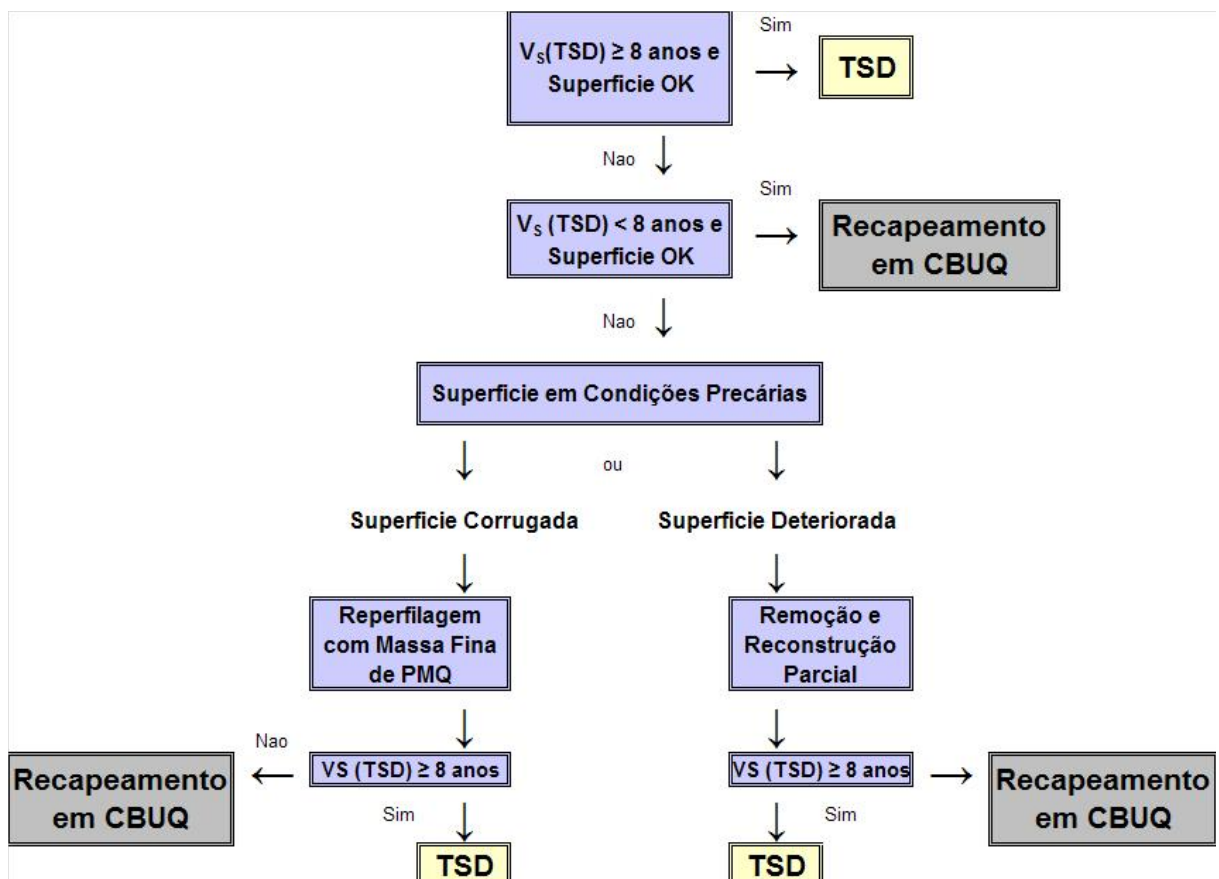 Sim
V_S(TSD) ≥ 8 anos e
Superficie OK
TSD
Nao
Sim
V_S (TSD) < 8 anos e
Superficie OK
Recapeamento
em CBUQ
Nao
Superficie em Condições Precárias
ou
Superficie Corrugada
Superficie Deteriorada
Reperfilagem
com Massa Fina
de PMQ
Remoção e
Reconstrução
Parcial
Nao
Recapeamento
em CBUQ
VS (TSD) ≥ 8 anos
VS (TSD) ≥ 8 anos
Recapeamento
em CBUQ
Sim
Sim
TSD
TSD